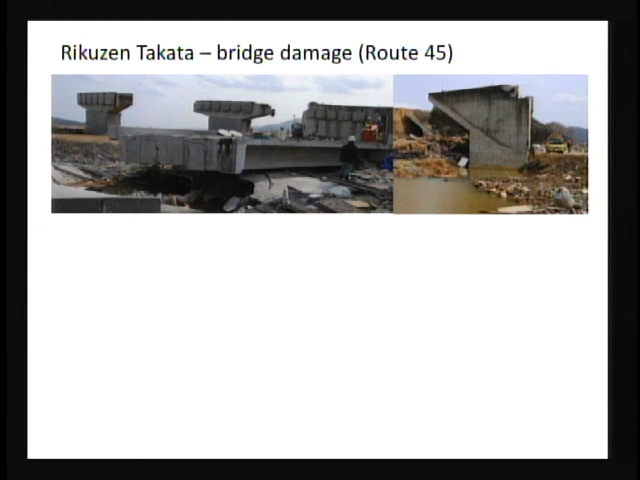 Rikuzen Takata – bridge damage (Route 45)